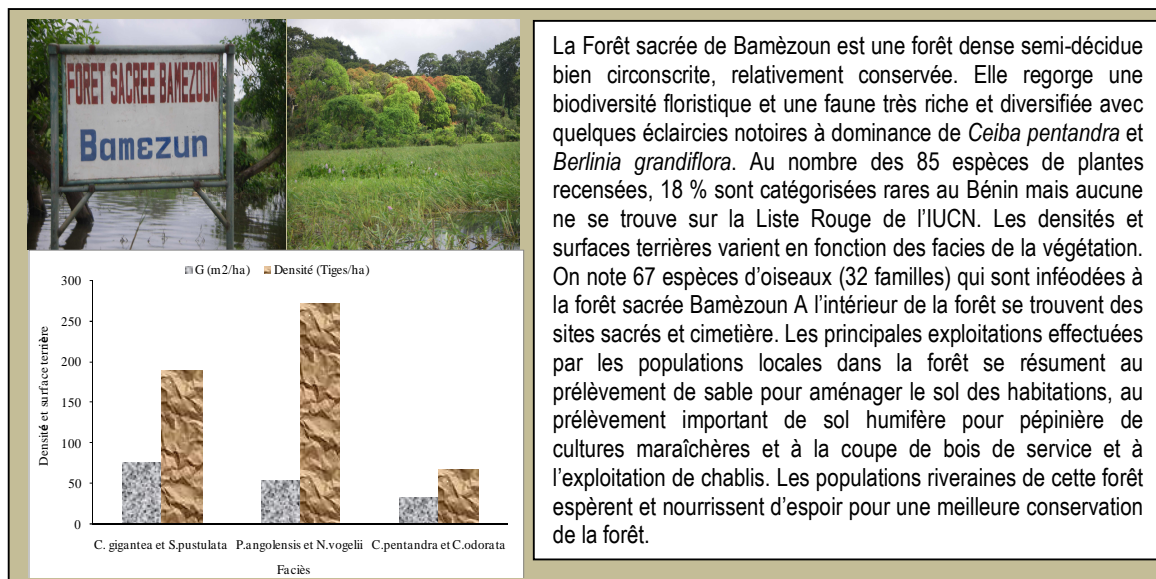 FORET SACREE BAMEZOUN
Bamɛzun
G (m2/ha) Densité (Tiges/ha)
300
250
200
150
100
50
0
Densité et surface terrière
C. gigantea et S.pustulata P.angolensis et N.vogelii C.pentandra et C.odorata
Faciès
La Forêt sacrée de Bamèzoun est une forêt dense semi-décidue
bien circonscrite, relativement conservée. Elle regorge une
biodiversité floristique et une faune très riche et diversifiée avec
quelques éclaircies notoires à dominance de Ceiba pentandra et
Berlinia grandiflora. Au nombre des 85 espèces de plantes
recensées, 18 % sont catégorisées rares au Bénin mais aucune
ne se trouve sur la Liste Rouge de l’IUCN. Les densités et
surfaces terrières varient en fonction des facies de la végétation.
On note 67 espèces d’oiseaux (32 familles) qui sont inféodées à
la forêt sacrée Bamèzoun A l’intérieur de la forêt se trouvent des
sites sacrés et cimetière. Les principales exploitations effectuées
par les populations locales dans la forêt se résument au
prélèvement de sable pour aménager le sol des habitations, au
prélèvement important de sol humifère pour pépinière de
cultures maraîchères et à la coupe de bois de service et à
l’exploitation de chablis. Les populations riveraines de cette forêt
espèrent et nourrissent d’espoir pour une meilleure conservation
de la forêt.